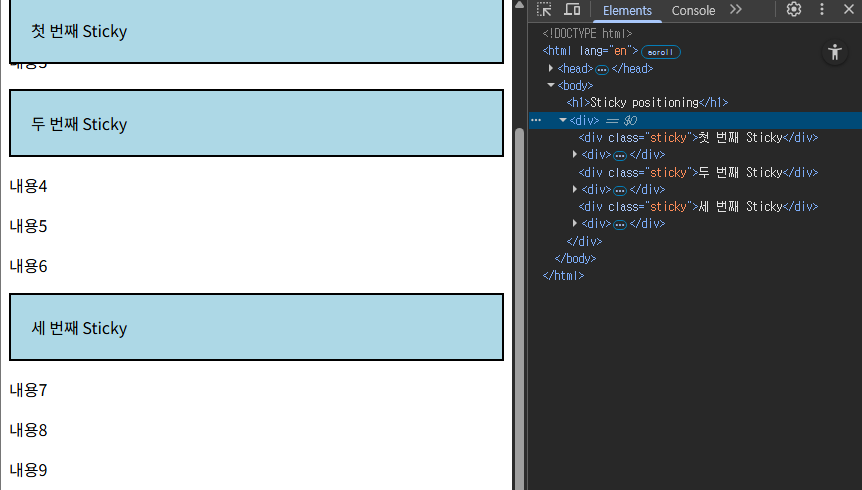 첫 번째 Sticky
두 번째 Sticky
내용4
내용5
내용6
세 번째 Sticky
내용7
내용8
내용9
Elements Console
<!DOCTYPE html>
<html lang="en"> scroll
<head> ··· </head>
<body>
<h1>Sticky positioning</h1>
··· <div> == $0
<div class="sticky">첫 번째 Sticky</div>
<div> ··· </div>
<div class="sticky">두 번째 Sticky</div>
<div> ··· </div>
<div class="sticky">세 번째 Sticky</div>
<div> ··· </div>
</div>
</body>
</html>